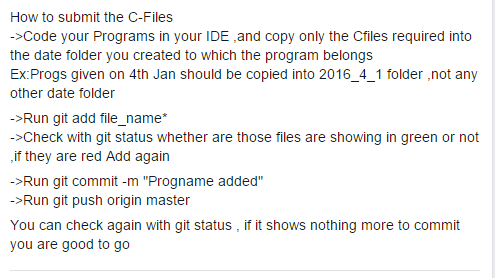 How to submit the C-Files
->Code your Programs in your IDE ,and copy only the Cfiles required into
the date folder you created to which the program belongs
Ex:Progs given on 4th Jan should be copied into 2016_4_1 folder ,not any
other date folder
->Run git add file_name*
->Check with git status whether are those files are showing in green or not
,if they are red Add again
->Run git commit -m "Progname added"
->Run git push origin master
You can check again with git status , if it shows nothing more to commit
you are good to go